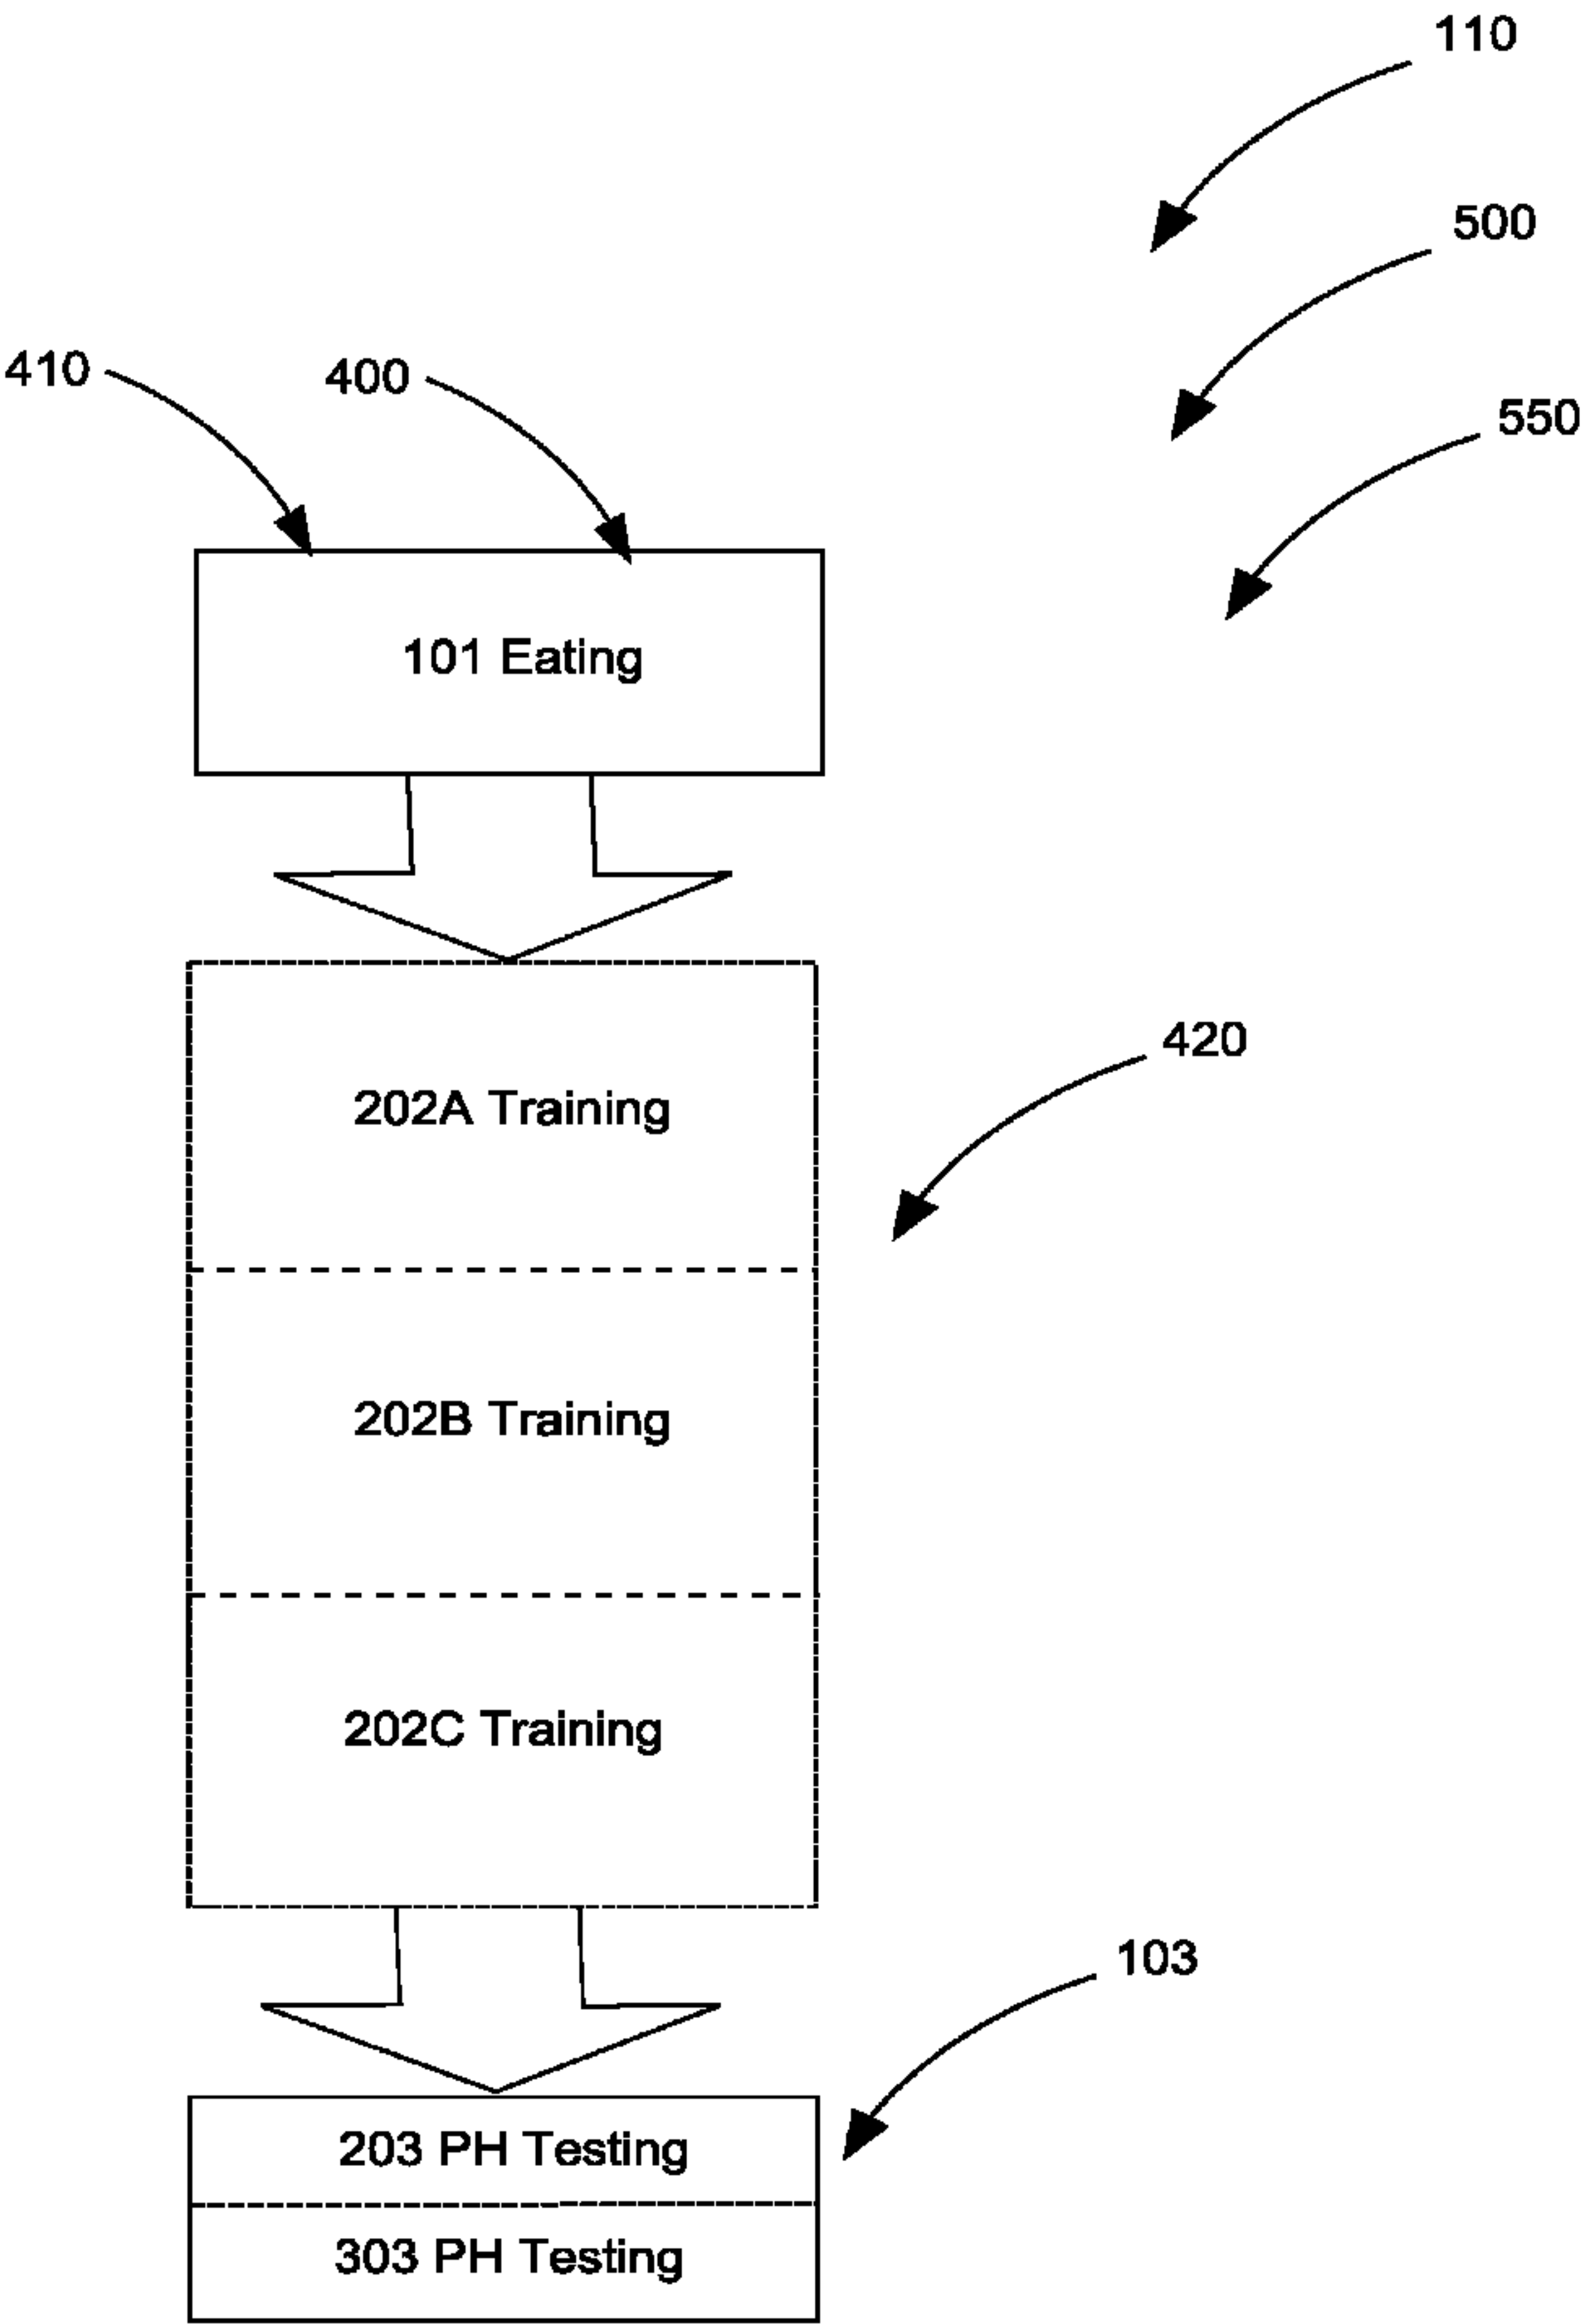 110
500
410
400
550
101 Eating
420
202A Training
202B Training
202C Training
103
203 PH Testing
303 PH Testing